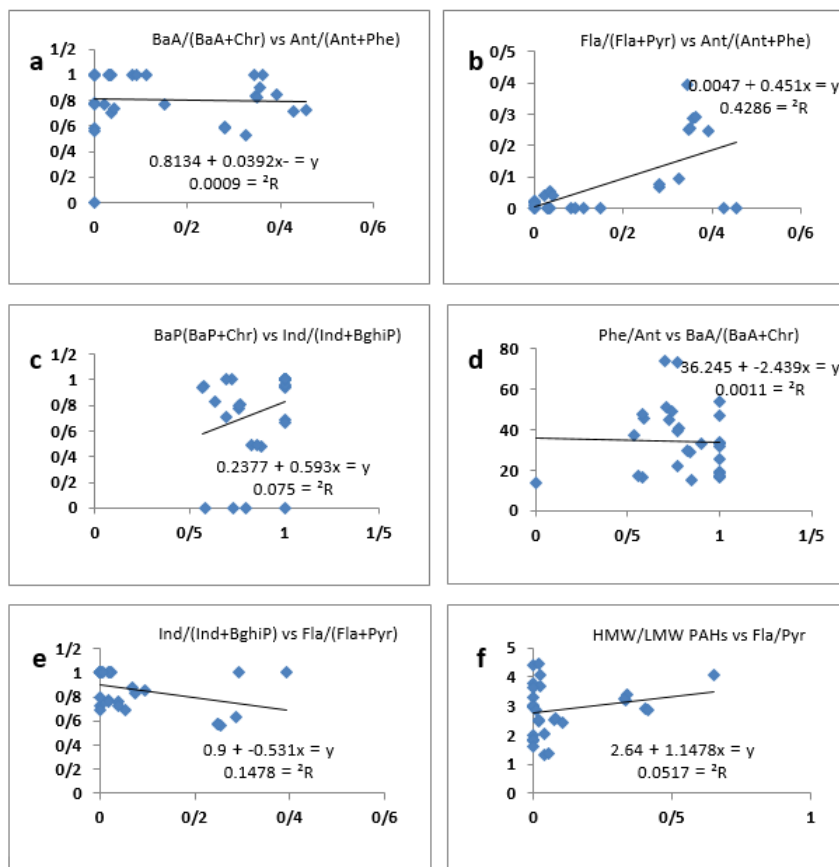 a
BaA/(BaA+Chr) vs Ant/(Ant+Phe)
1/2
1
0/8
0/6
0/4
0/2
0
0.8134 + 0.0392x- = y
0.0009 = ²R
0 0/2 0/4 0/6
b
Fla/(Fla+Pyr) vs Ant/(Ant+Phe)
0/5
0/4
0/3
0/2
0/1
0
0.0047 + 0.451x = y
0.4286 = ²R
0 0/2 0/4 0/6
c
BaP(BaP+Chr) vs Ind/(Ind+BghiP)
1/2
1
0/8
0/6
0/4
0/2
0
0.2377 + 0.593x = y
0.075 = ²R
0 0/5 1 1/5
d
Phe/Ant vs BaA/(BaA+Chr)
80
60
40
20
0
36.245 + -2.439x = y
0.0011 = ²R
0 0/5 1
e
Ind/(Ind+BghiP) vs Fla/(Fla+Pyr)
1/2
1
0/8
0/6
0/4
0/2
0
0.9 + -0.531x = y
0.1478 = ²R
0 0/2 0/4 0/6
f
HMW/LMW PAHs vs Fla/Pyr
5
4
3
2
1
0
2.64 + 1.1478x = y
0.0517 = ²R
0 0/5 1